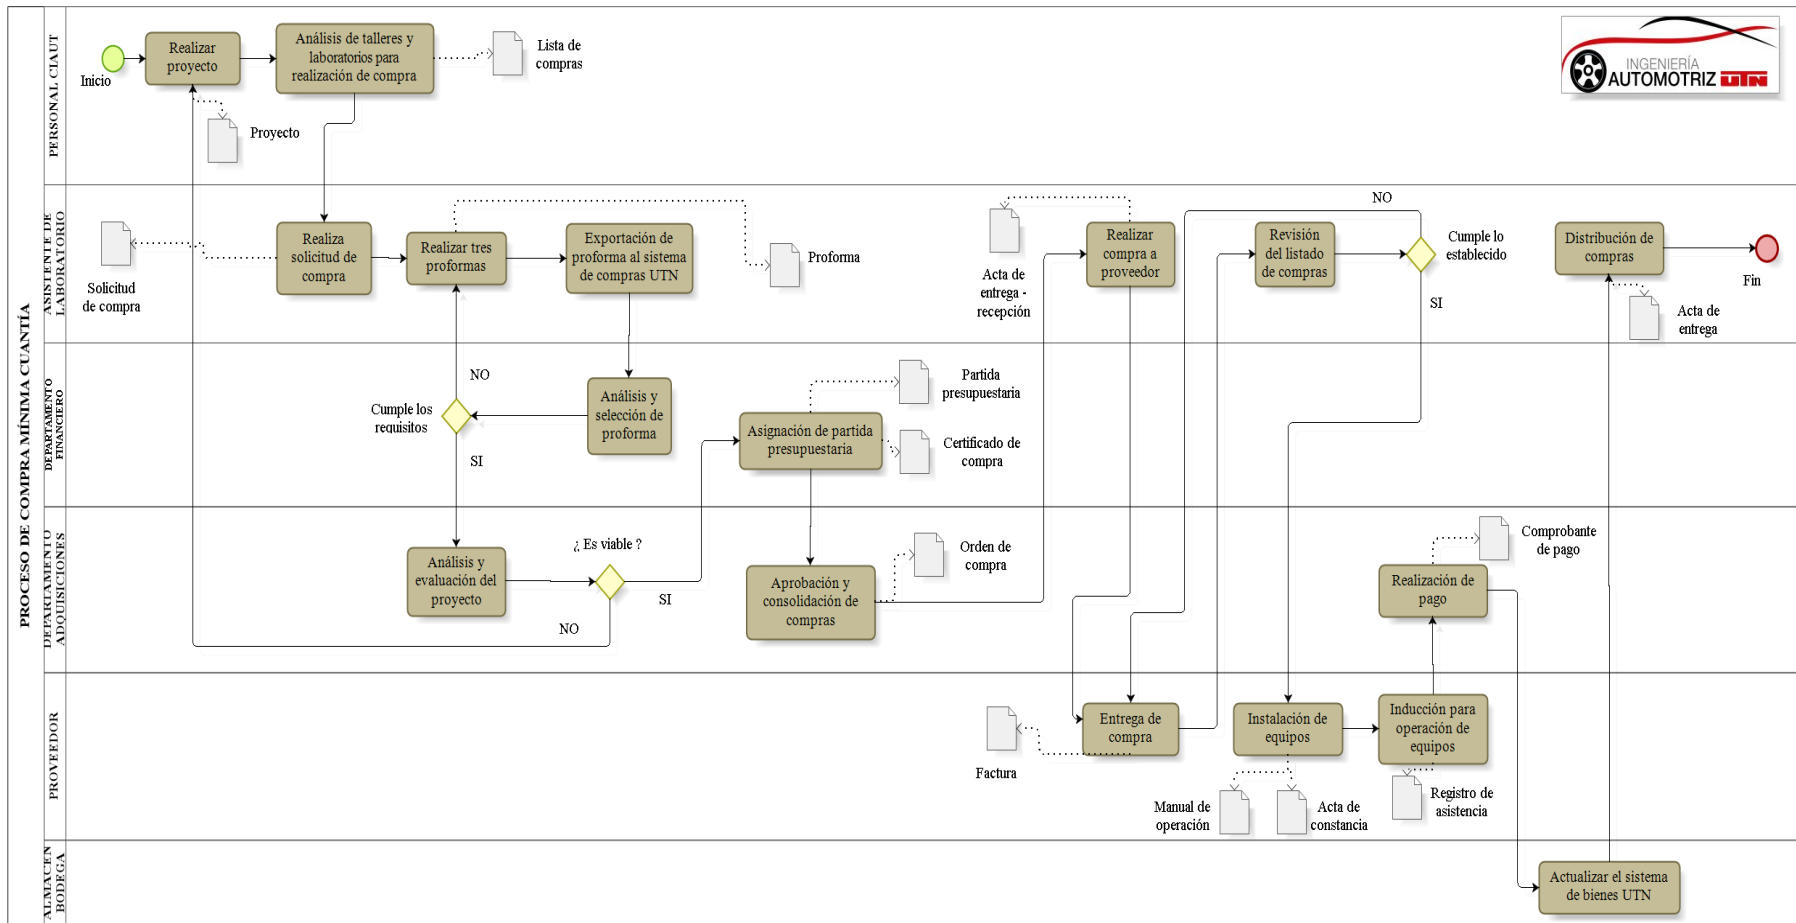 PROCESO DE COMPRA MÍNIMA CUANTÍA
PERSONAL CIAUT
Inicio
Realizar
proyecto
Análisis de talleres y
laboratorios para
realización de compra
Lista de
compras
Proyecto
INGENIERÍA
AUTOMOTRIZ UTN
ASISTENTE DE
LABORATORIO
Solicitud
de compra
Realiza
solicitud de
compra
Realizar tres
proformas
Exportación de
proforma al sistema
de compras UTN
Proforma
Acta de
entrega -
recepción
Realizar
compra a
proveedor
Revisión
del listado
de compras
NO
Cumple lo
establecido
SI
Distribución de
compras
Fin
Acta de
entrega
DEPARTAMENTO
FINANCIERO
NO
Cumple los
requisitos
SI
Análisis y
selección de
proforma
Asignación de partida
presupuestaria
Partida
presupuestaria
Certificado de
compra
DEPARTAMENTO
ADQUISICIONES
Análisis y
evaluación del
proyecto
¿ Es viable ?
SI
NO
Aprobación y
consolidación de
compras
Orden de
compra
Realización de
pago
Comprobante
de pago
PROVEEDOR
Factura
Entrega de
compra
Instalación de
equipos
Inducción para
operación de
equipos
Manual de
operación
Acta de
constancia
Registro de
asistencia
ALMACEN
BODEGA
Actualizar el sistema
de bienes UTN